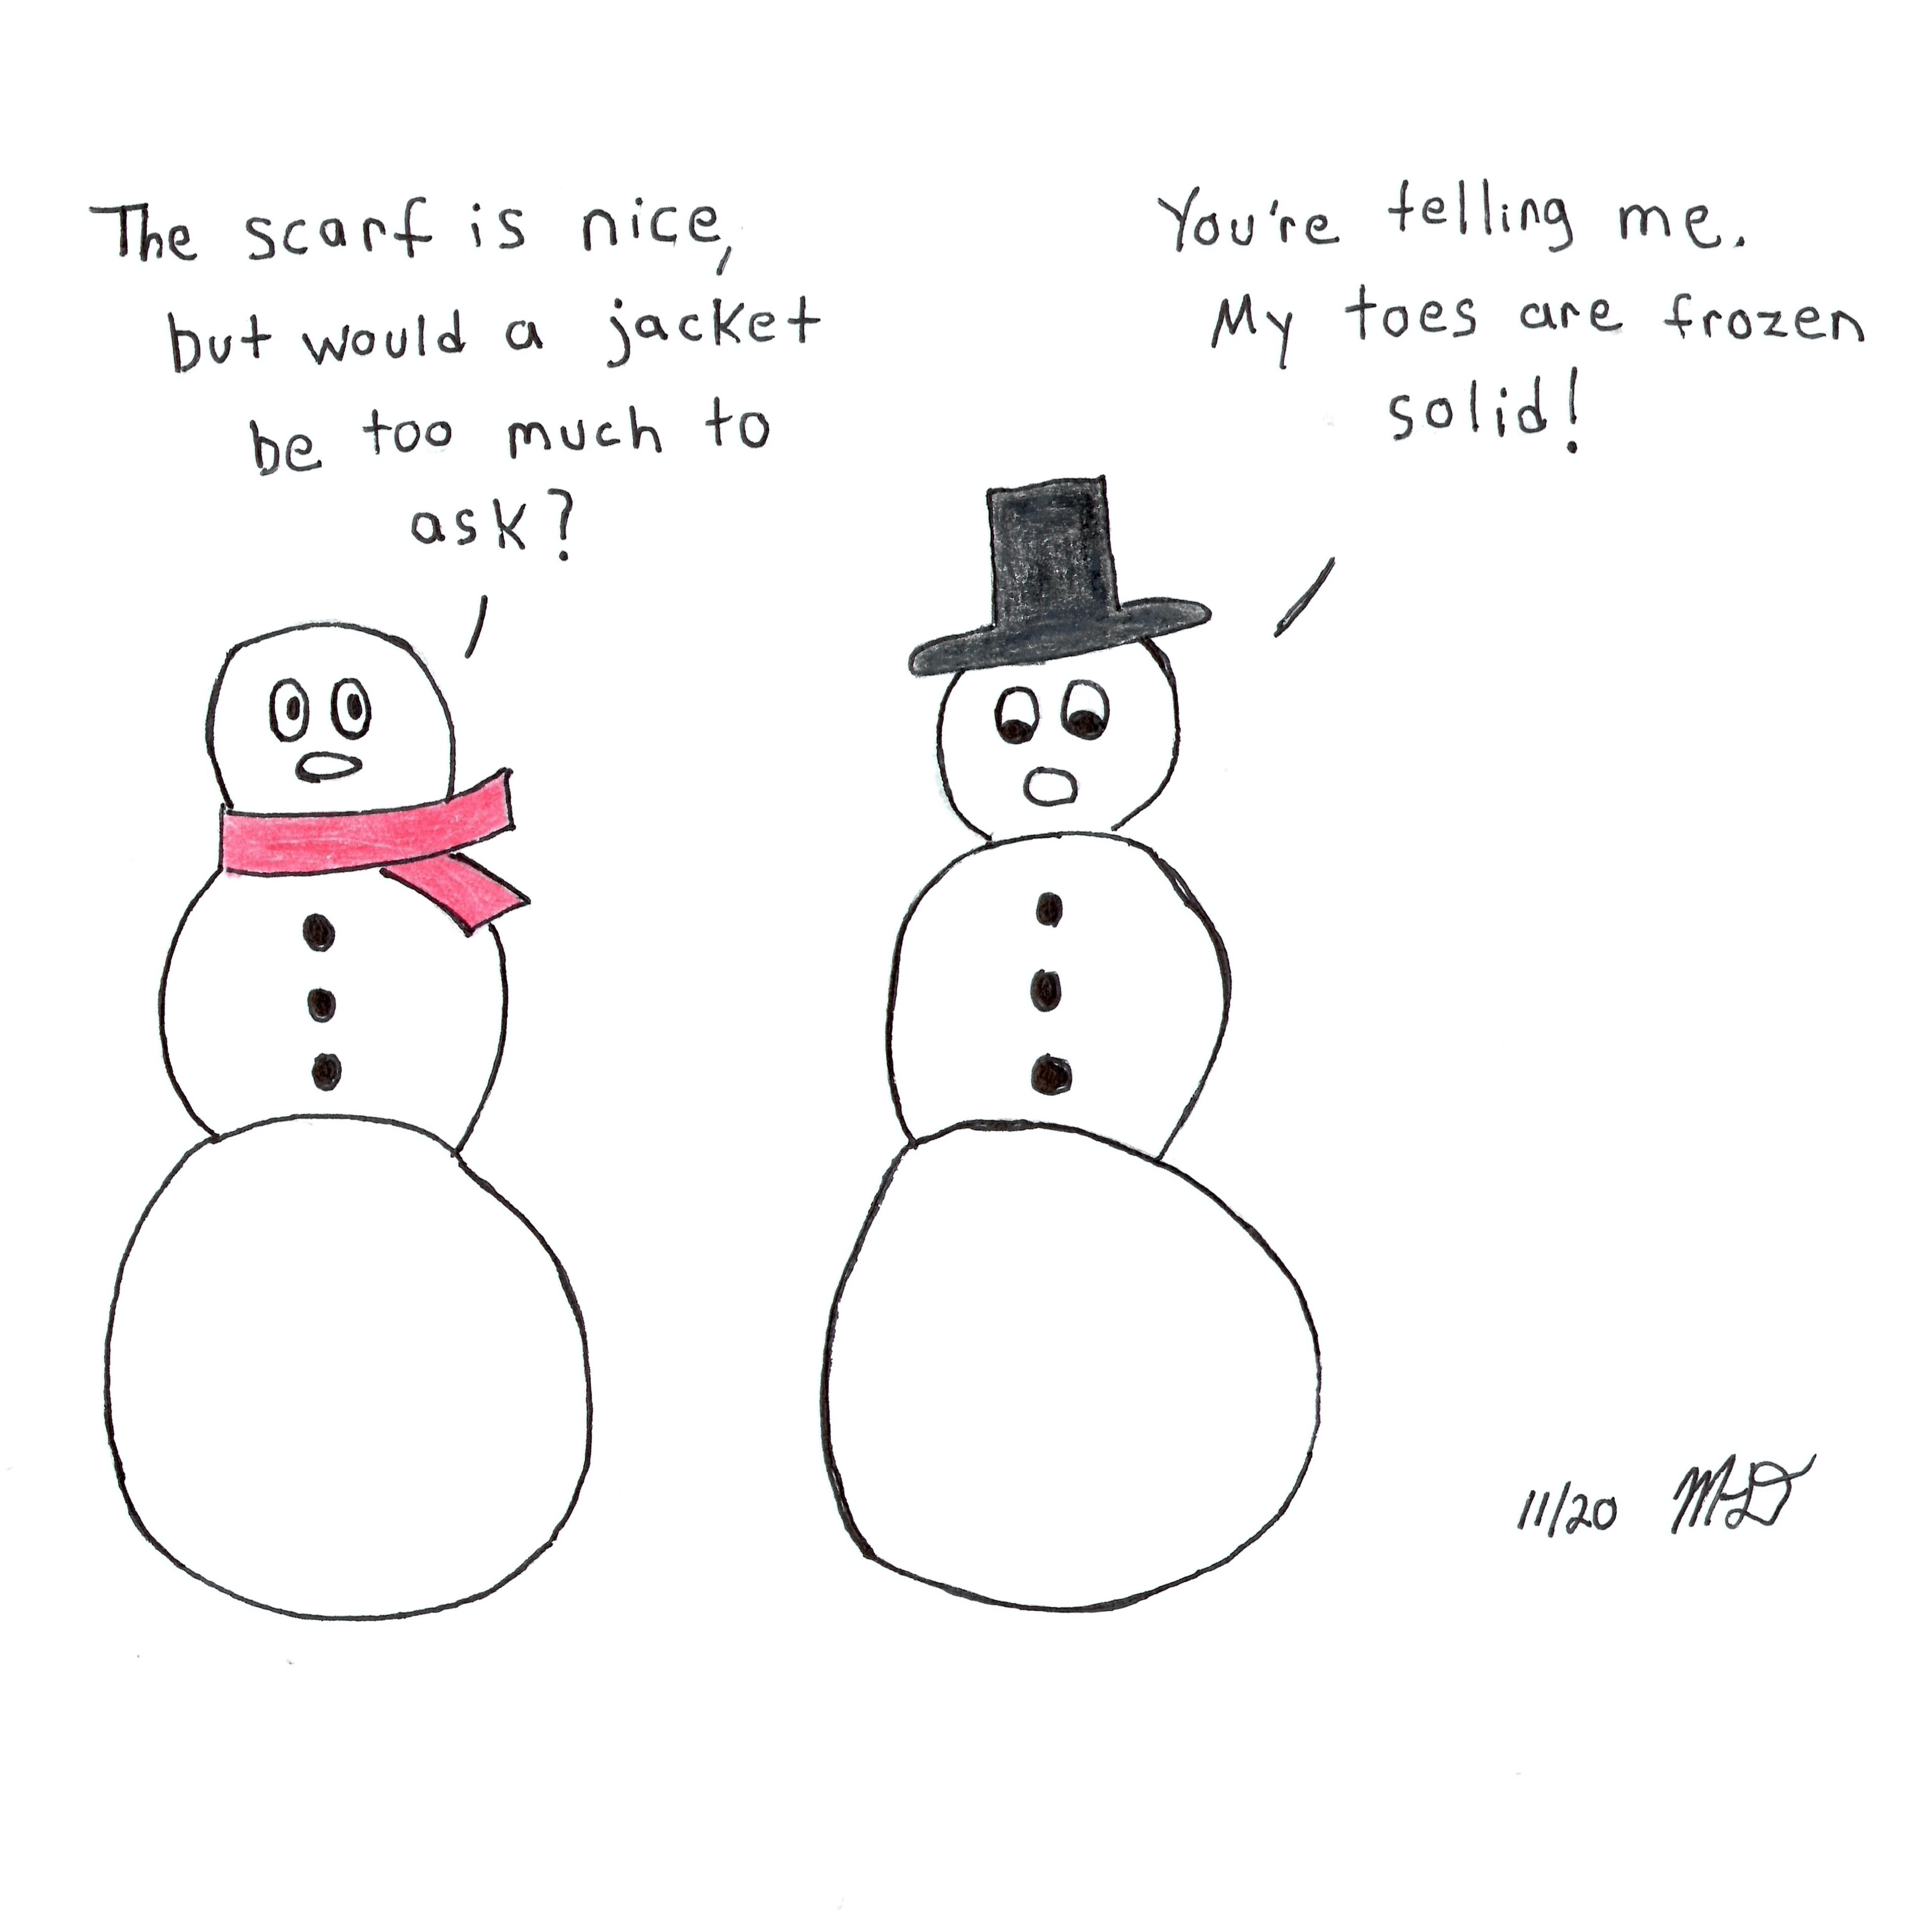 The scarf is nice,
but would a jacket
be too much to
ask?
You're telling me.
My toes are frozen
solid!
11/20